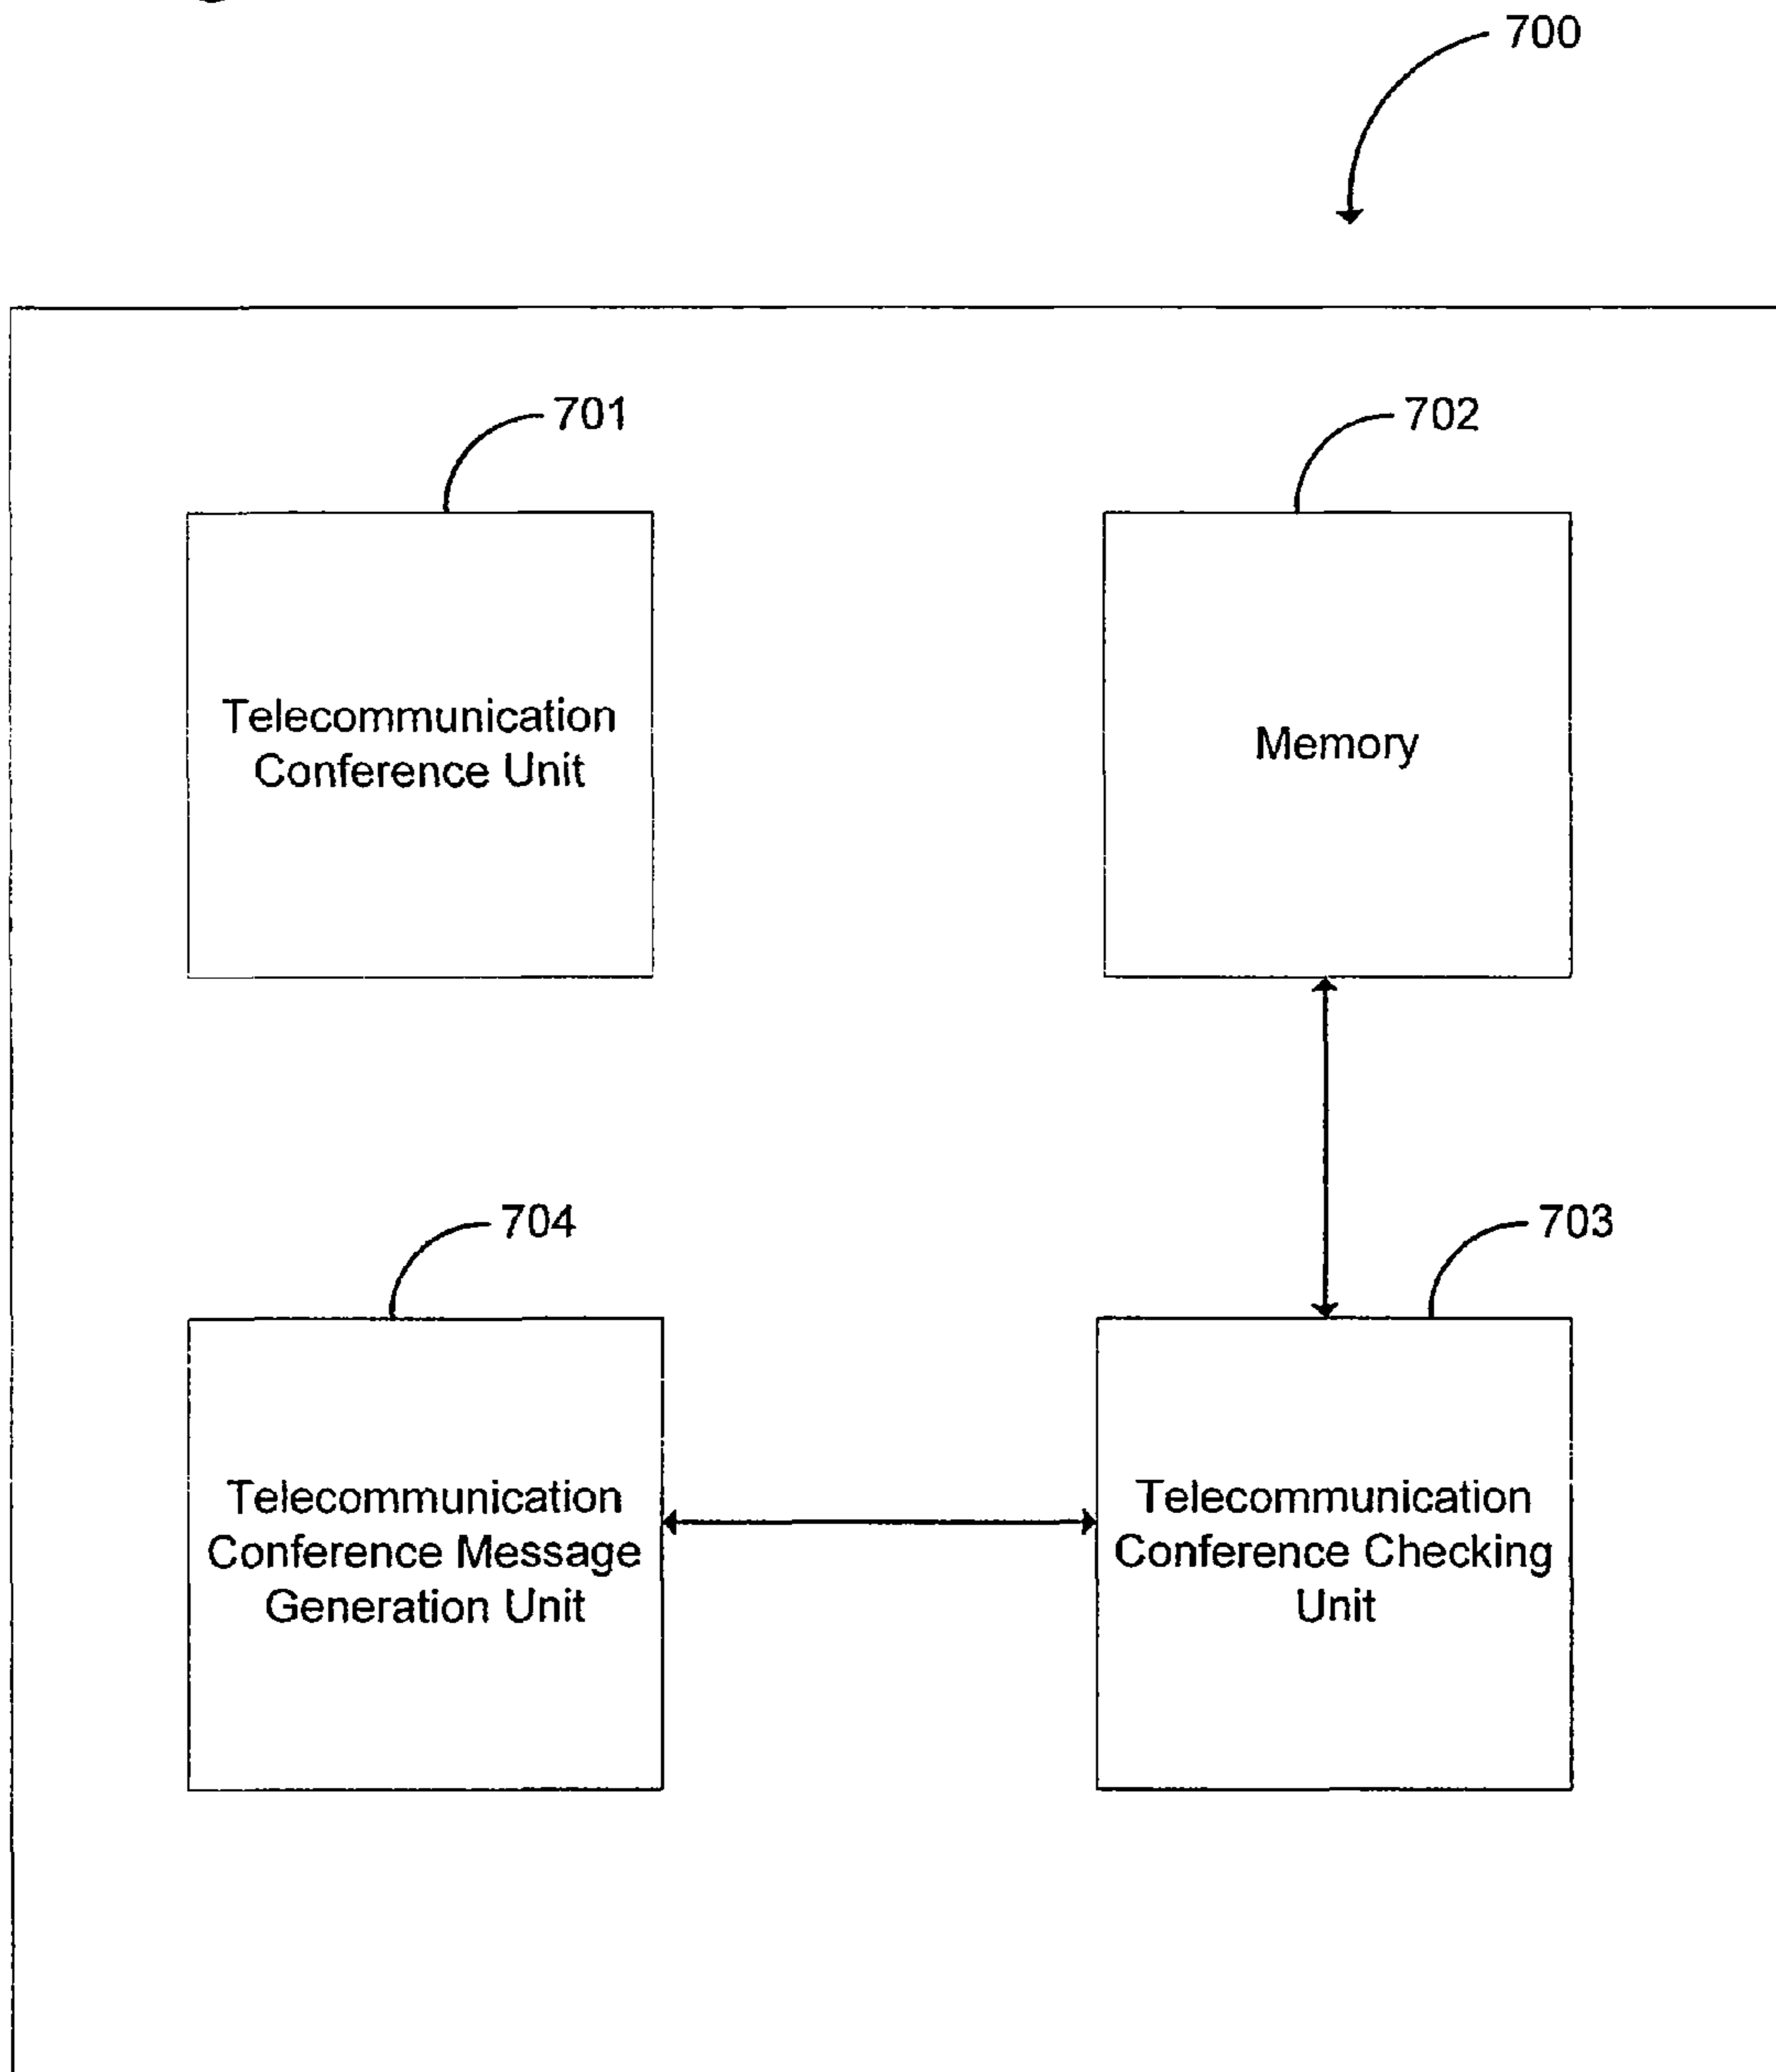 700
701
702
Telecommunication
Conference Unit
Memory
704
703
Telecommunication
Conference Message
Generation Unit
Telecommunication
Conference Checking
Unit